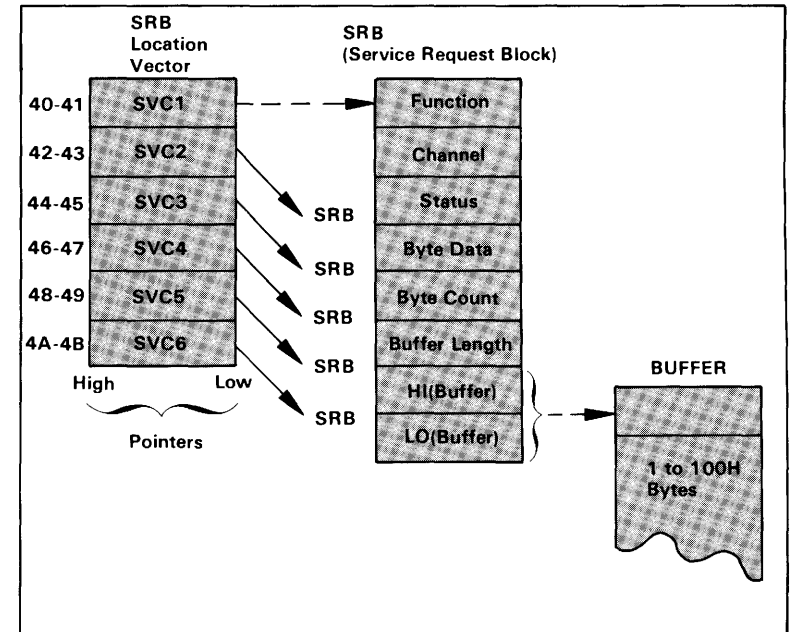 SRB
Location
Vector
40-41
SVC1
42-43
SVC2
44-45
SVC3
46-47
SVC4
48-49
SVC5
4A-4B
SVC6
High
Low
Pointers
SRB
SRB
SRB
SRB
SRB
SRB
(Service Request Block)
Function
Channel
Status
Byte Data
Byte Count
Buffer Length
HI(Buffer)
LO(Buffer)
BUFFER
1 to 100H
Bytes